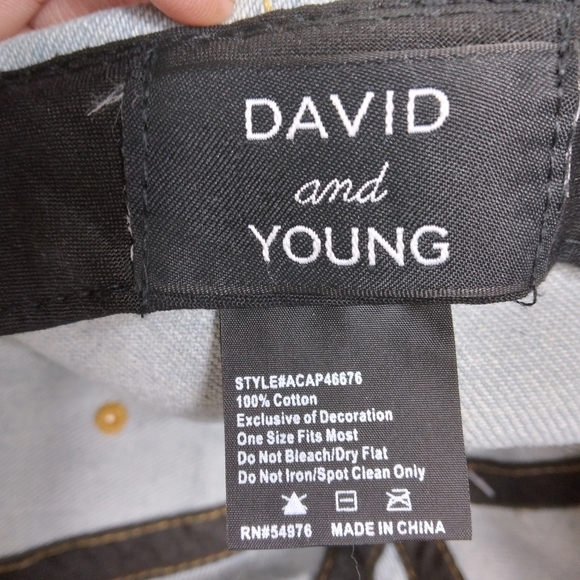 DAVID
and
YOUNG
STYLE#ACAP46676
100% Cotton
Exclusive of Decoration
One Size Fits Most
Do Not Bleach/Dry Flat
Do Not Iron/Spot Clean Only
RN#54976 MADE IN CHINA